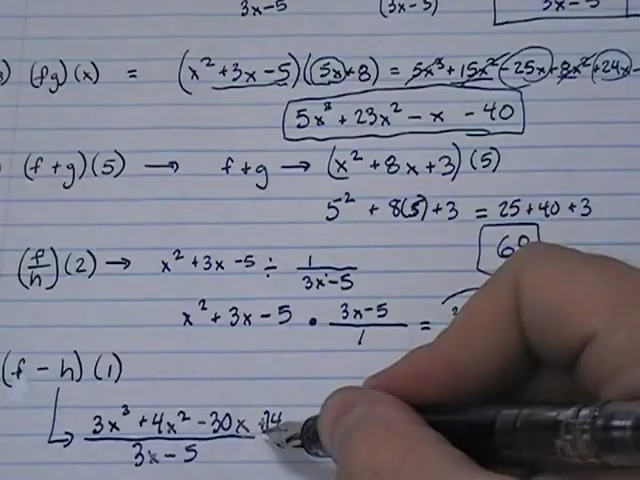 3x-5 (3x-5) 3x-5
(fg)(x) = (x² +3x-5)(5x+8) = 5x³+15x²-25x+8x²+24x-
5x³+23x² - x - 40
(f+g)(5) → f+g → (x² +8x+3)(5)
5² + 8(5)+3 = 25+40+3
(f/h)(2) → x² +3x-5 ÷ 1/3x-5
x² +3x-5 • 3x-5/1 =
(f-h)(1)
3x³ +4x² -30x
3x-5